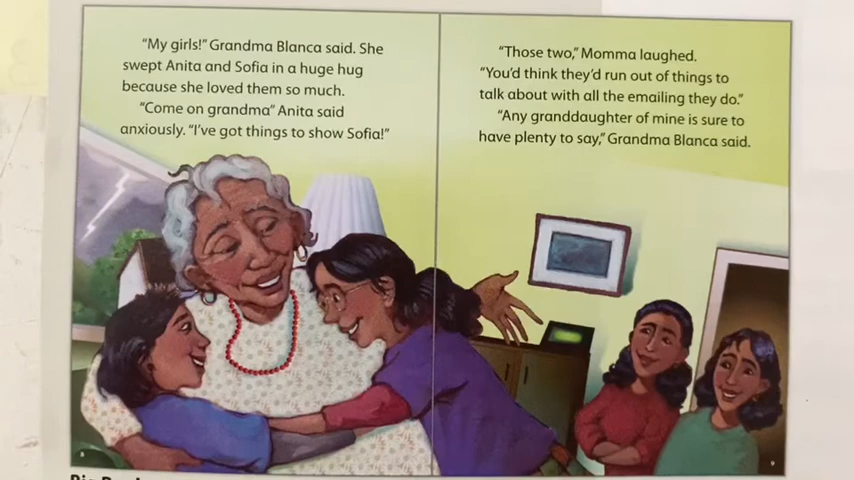 "My girls!" Grandma Blanca said. She
swept Anita and Sofia in a huge hug
because she loved them so much.
"Come on grandma" Anita said
anxiously. "I've got things to show Sofia!"
"Those two," Momma laughed.
"You'd think they'd run out of things to
talk about with all the emailing they do."
"Any granddaughter of mine is sure to
have plenty to say," Grandma Blanca said.
8
9